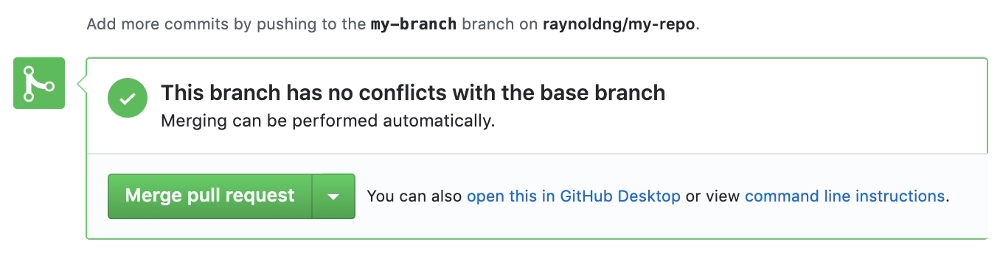 Add more commits by pushing to the my-branch branch on raynoldng/my-repo.
This branch has no conflicts with the base branch
Merging can be performed automatically.
Merge pull request You can also open this in GitHub Desktop or view command line instructions.